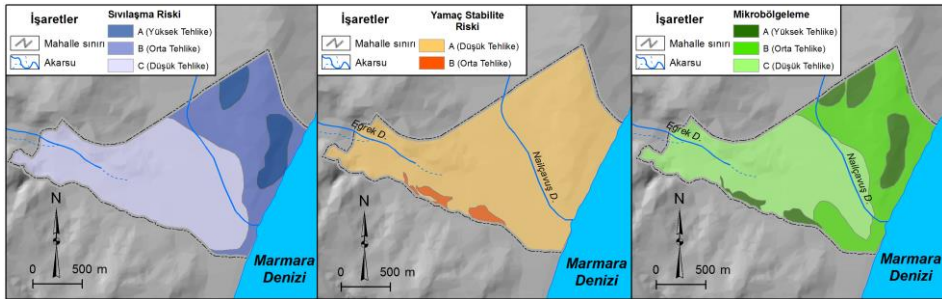 İşaretler
Sıvılaşma Riski
A (Yüksek Tehlike)
Mahalle sınırı
B (Orta Tehlike)
Akarsu
C (Düşük Tehlike)
N
0 500 m
Marmara
Denizi
İşaretler
Yamaç Stabilite
Riski
Mahalle sınırı
A (Düşük Tehlike)
Akarsu
B (Orta Tehlike)
Eğrek D.
Nailçavuş D.
N
0 500 m
Marmara
Denizi
İşaretler
Mikrobölgeleme
A (Yüksek Tehlike)
Mahalle sınırı
B (Orta Tehlike)
Akarsu
C (Düşük Tehlike)
Eğrek D.
Nailçavuş D.
N
0 500 m
Marmara
Denizi